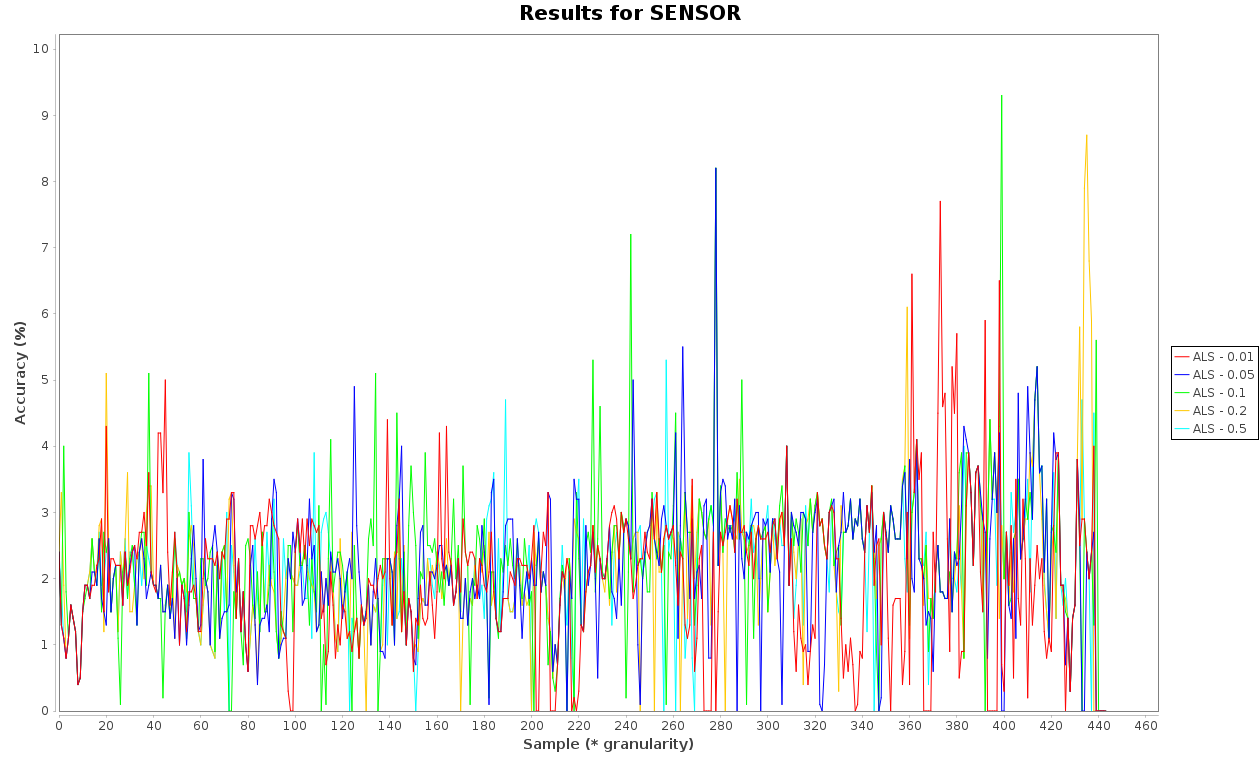 Results for SENSOR
10
9
8
7
6
5
4
3
2
1
0
Accuracy (%)
0 20 40 60 80 100 120 140 160 180 200 220 240 260 280 300 320 340 360 380 400 420 440 460
Sample (* granularity)
ALS - 0.01
ALS - 0.05
ALS - 0.1
ALS - 0.2
ALS - 0.5